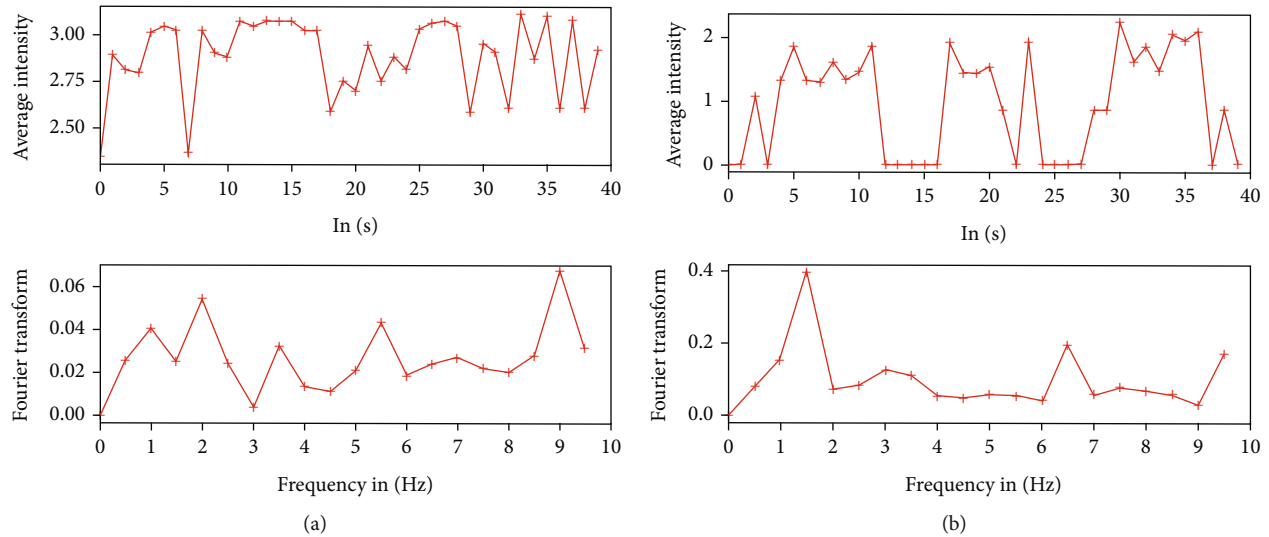 Average intensity
3.00
2.75
2.50
0 5 10 15 20 25 30 35 40
In (s)
Fourier transform
0.06
0.04
0.02
0.00
0 1 2 3 4 5 6 7 8 9 10
Frequency in (Hz)
(a)
Average intensity
2
1
0
0 5 10 15 20 25 30 35 40
In (s)
Fourier transform
0.4
0.2
0.0
0 1 2 3 4 5 6 7 8 9 10
Frequency in (Hz)
(b)